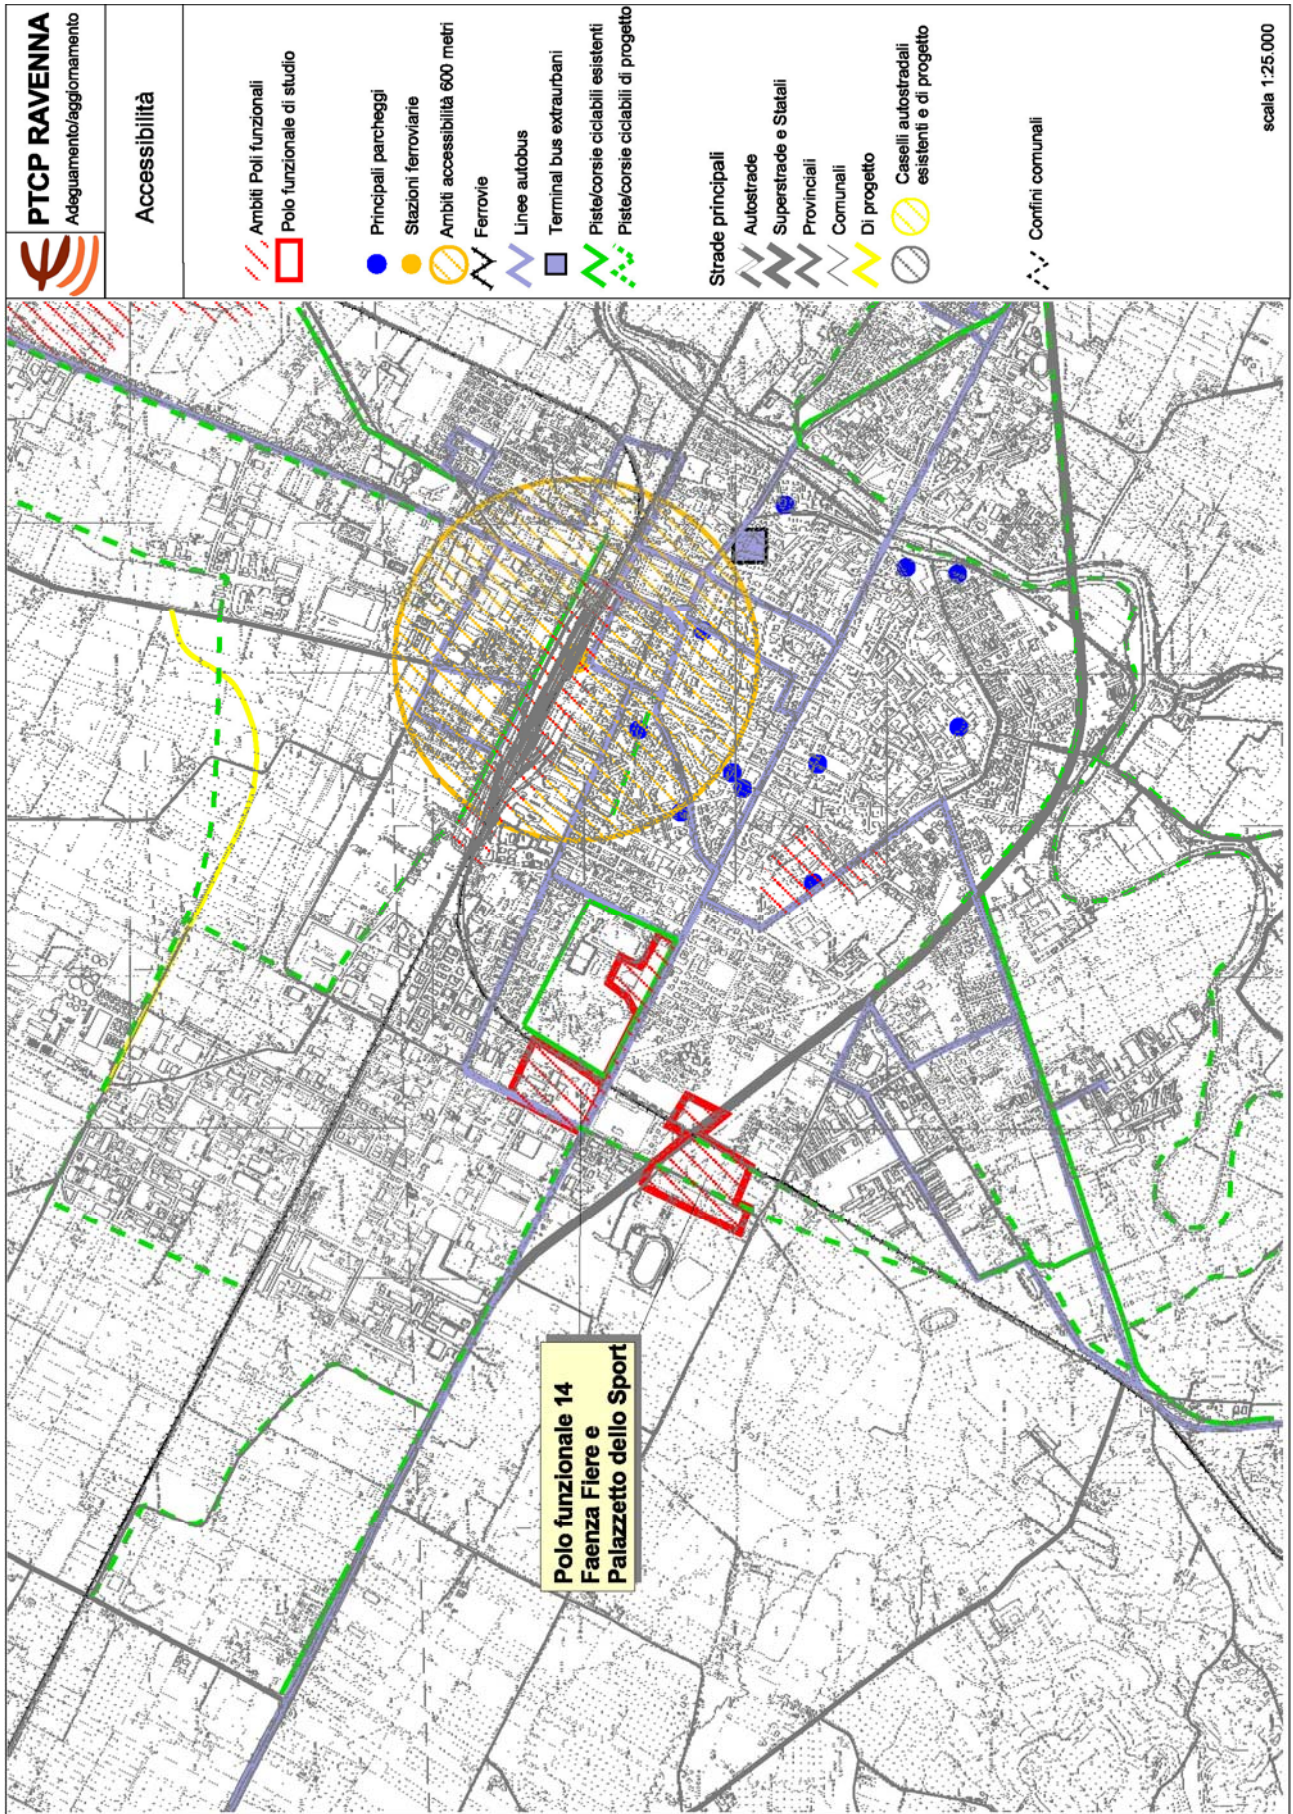 PTCP RAVENNA
Adeguamento/aggiornamento
Accessibilità
Ambiti Poli funzionali
Polo funzionale di studio
Principali parcheggi
Stazioni ferroviarie
Ambiti accessibilità 600 metri
Ferrovie
Linee autobus
Terminal bus extraurbani
Piste/corsie ciclabili esistenti
Piste/corsie ciclabili di progetto
Strade principali
Autostrade
Superstrade e Statali
Provinciali
Comunali
Di progetto
Caselli autostradali
esistenti e di progetto
Confini comunali
scala 1:25.000
Polo funzionale 14
Faenza Fiere e
Palazzetto dello Sport